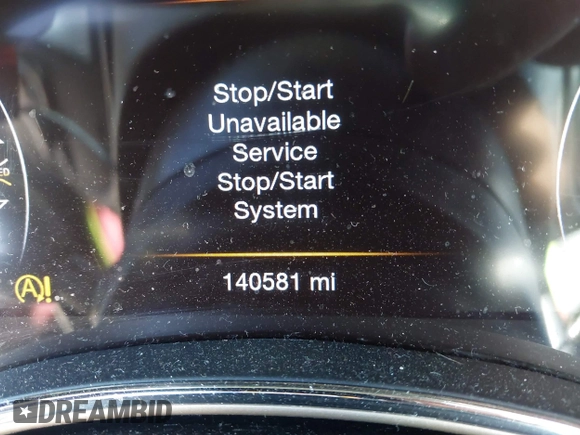 Stop/Start
Unavailable
Service
Stop/Start
System
140581 mi
A!
DREAMBID